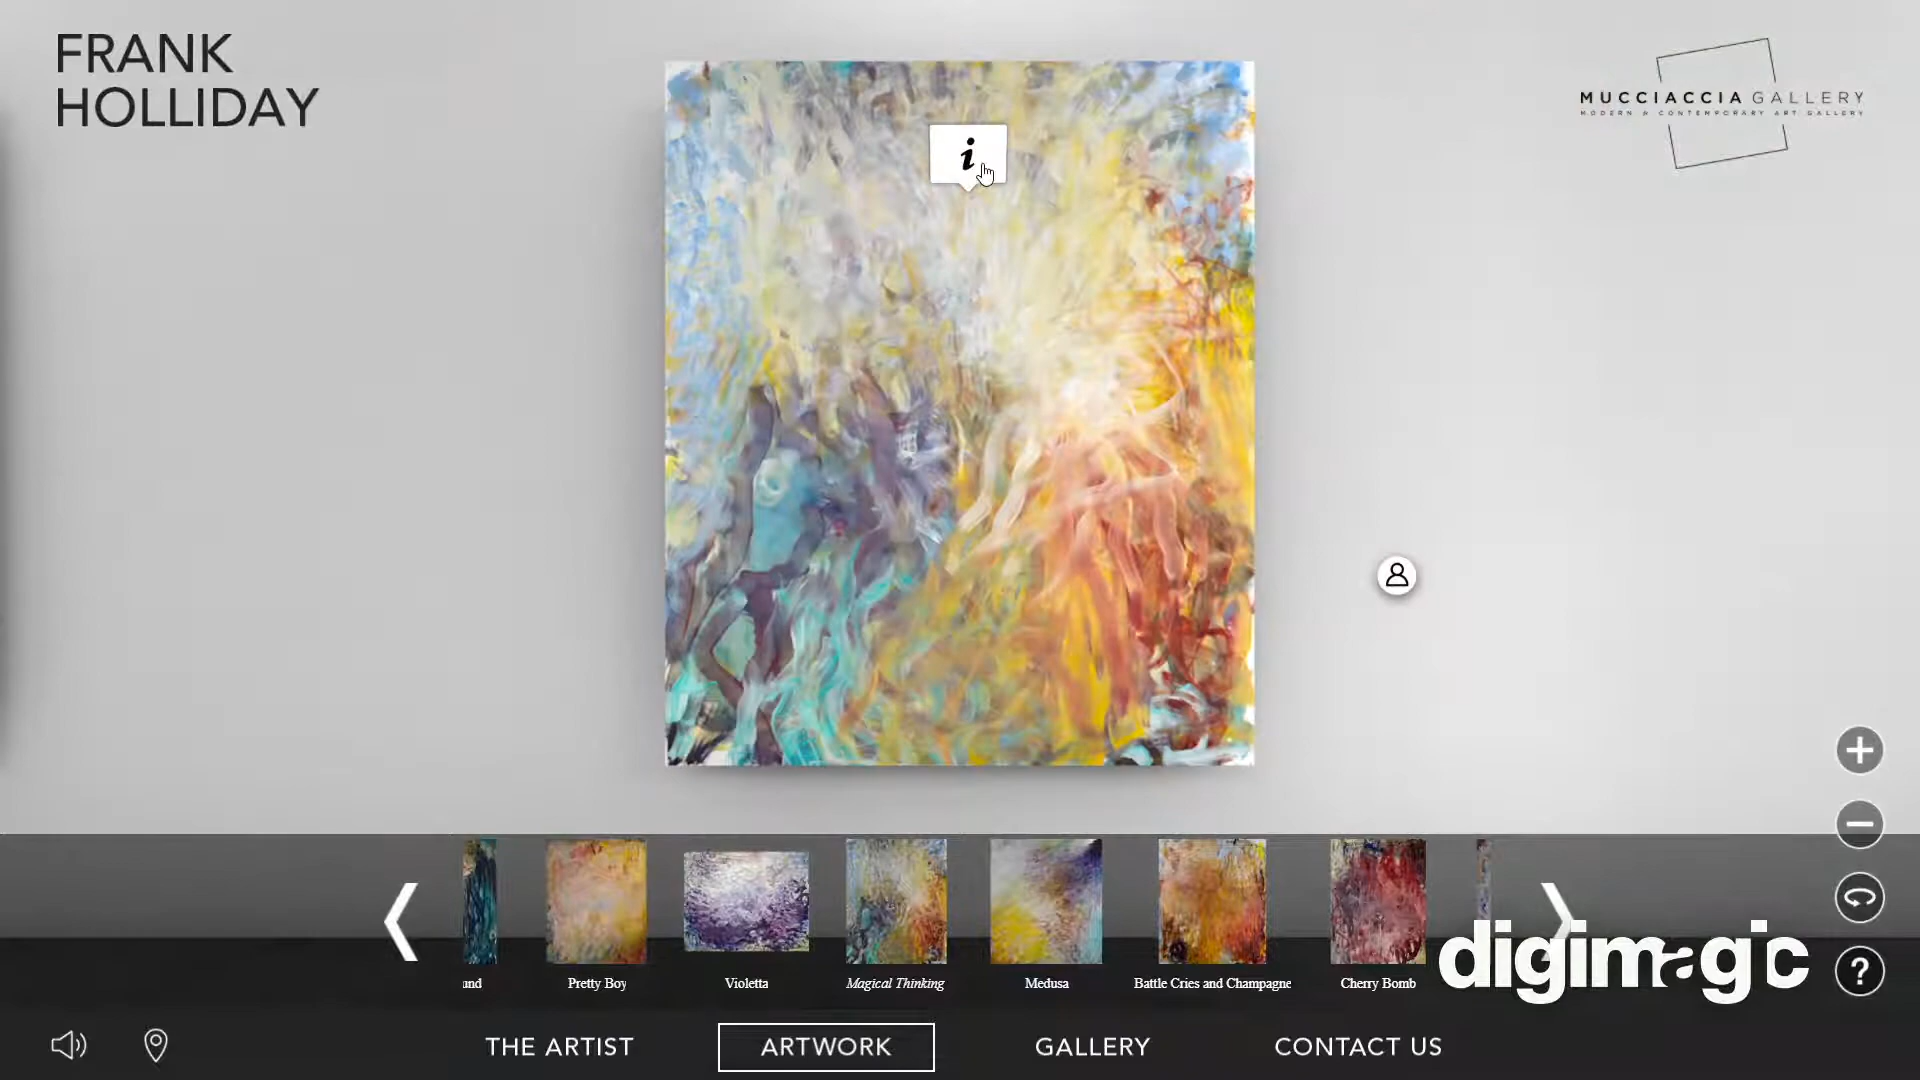 FRANK
HOLLIDAY
MUCCIACCIA GALLERY
MODERN & CONTEMPORARY ART GALLERY
i
und
Pretty Boy
Violetta
Magical Thinking
Medusa
Battle Cries and Champagne
Cherry Bomb
digimagic
?
THE ARTIST
ARTWORK
GALLERY
CONTACT US